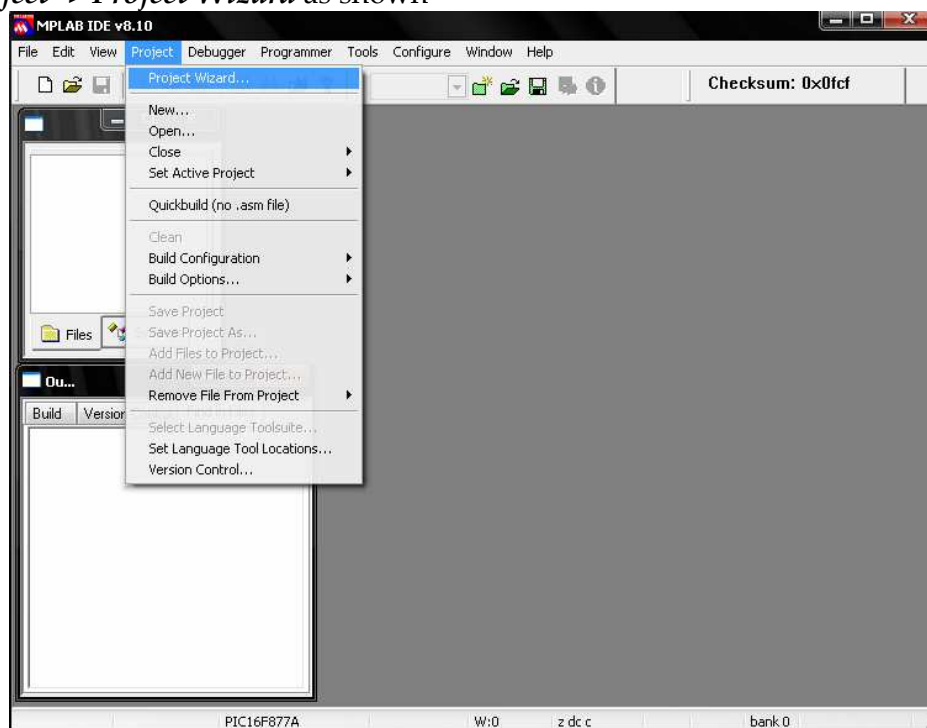 Project Wizard as shown
MPLAB IDE v8.10
File Edit View Project Debugger Programmer Tools Configure Window Help
Checksum: 0x0fcf
Project Wizard...
New...
Open...
Close
Set Active Project
Quickbuild (no .asm file)
Clean
Build Configuration
Build Options...
Save Project
Save Project As...
Add Files to Project...
Add New File to Project...
Remove File From Project
Select Language Toolsuite...
Set Language Tool Locations...
Version Control...
Files
Ou...
Build Version
PIC16F877A W:0 z dc c bank 0